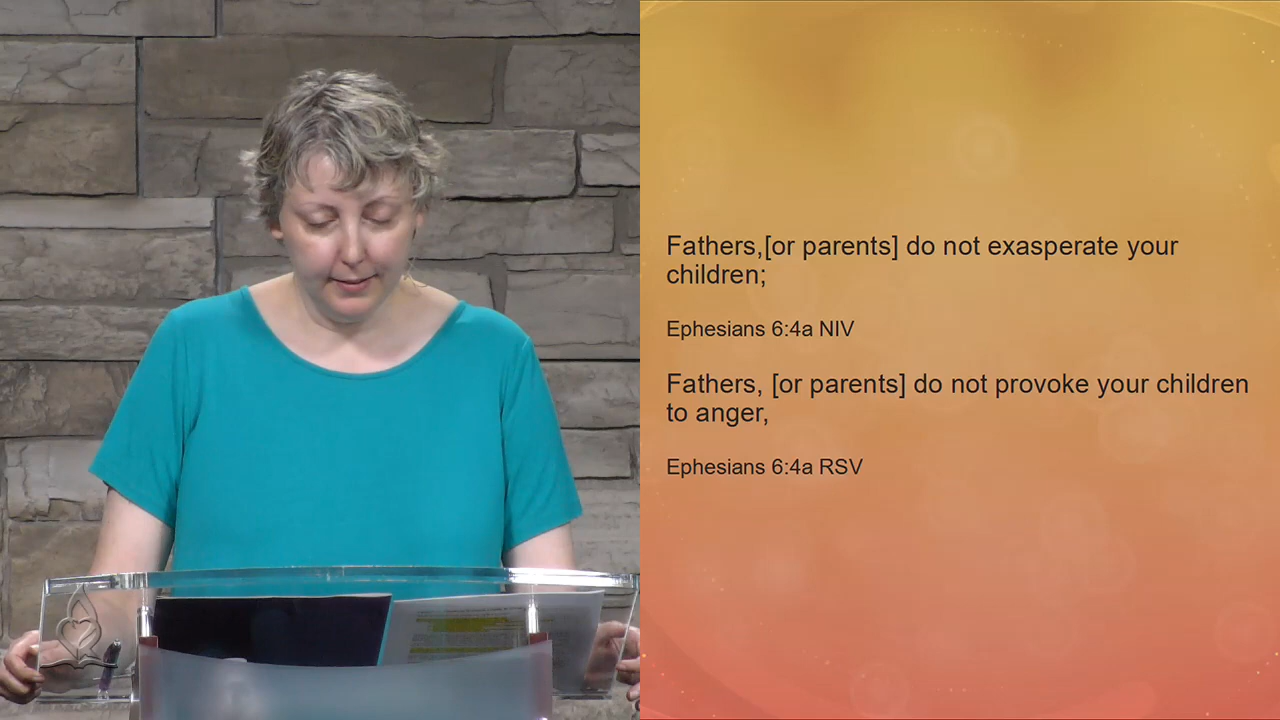 Fathers,[or parents] do not exasperate your
children;
Ephesians 6:4a NIV
Fathers, [or parents] do not provoke your children
to anger,
Ephesians 6:4a RSV